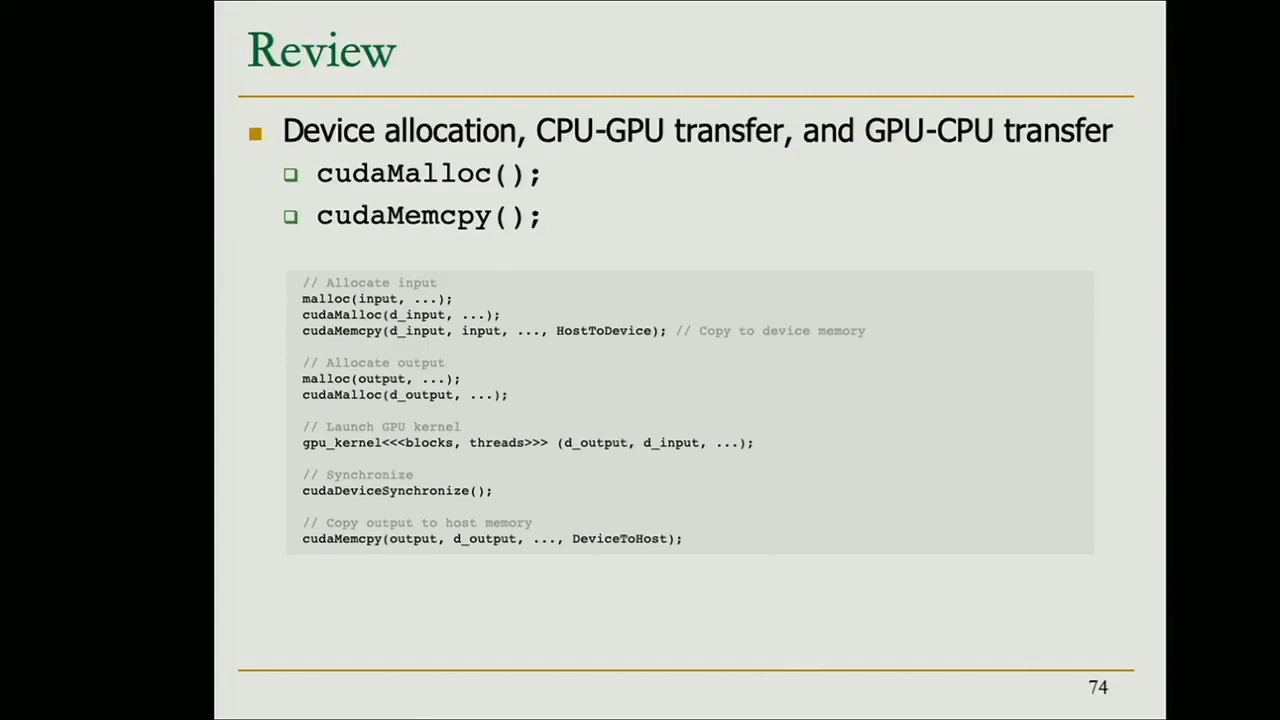 Review
Device allocation, CPU-GPU transfer, and GPU-CPU transfer
cudaMalloc();
cudaMemcpy();
// Allocate input
malloc(input, ...);
cudaMalloc(d_input, ...);
cudaMemcpy(d_input, input, ..., HostToDevice); // Copy to device memory
// Allocate output
malloc(output, ...);
cudaMalloc(d_output, ...);
// Launch GPU kernel
gpu_kernel<<<blocks, threads>>> (d_output, d_input, ...);
// Synchronize
cudaDeviceSynchronize();
// Copy output to host memory
cudaMemcpy(output, d_output, ..., DeviceToHost);
74